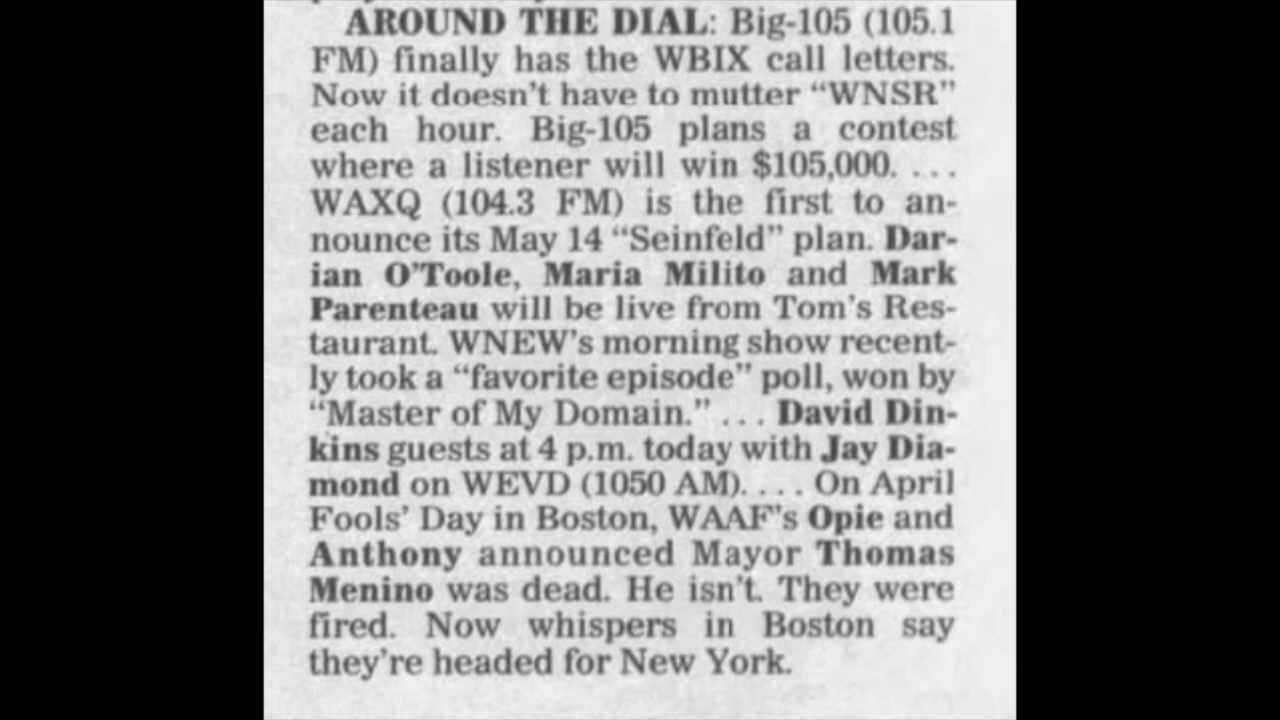 AROUND THE DIAL: Big-105 (105.1
FM) finally has the WBIX call letters.
Now it doesn't have to mutter “WNSR”
each hour. Big-105 plans a contest
where a listener will win $105,000. ...
WAXQ (104.3 FM) is the first to an-
nounce its May 14 “Seinfeld” plan. Dar-
ian O'Toole, Maria Milito and Mark
Parenteau will be live from Tom's Res-
taurant. WNEW's morning show recent-
ly took a “favorite episode” poll, won by
“Master of My Domain.” ... David Din-
kins guests at 4 p.m. today with Jay Dia-
mond on WEVD (1050 AM). ... On April
Fools' Day in Boston, WAAF's Opie and
Anthony announced Mayor Thomas
Menino was dead. He isn't. They were
fired. Now whispers in Boston say
they're headed for New York.